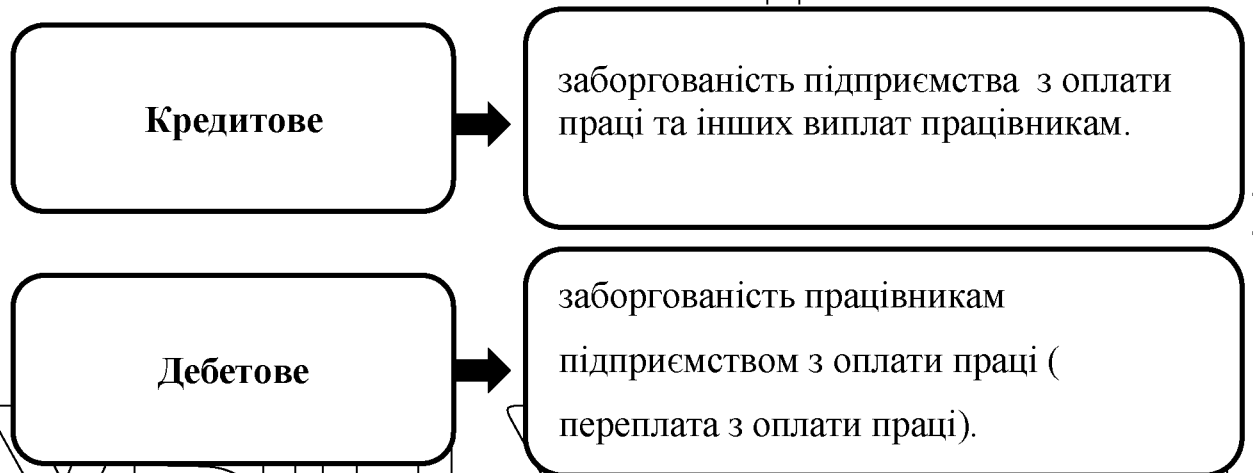 Кредитове
заборгованість підприємства з оплати
праці та інших виплат працівникам.
Дебетове
заборгованість працівникам
підприємством з оплати праці (
переплата з оплати праці).